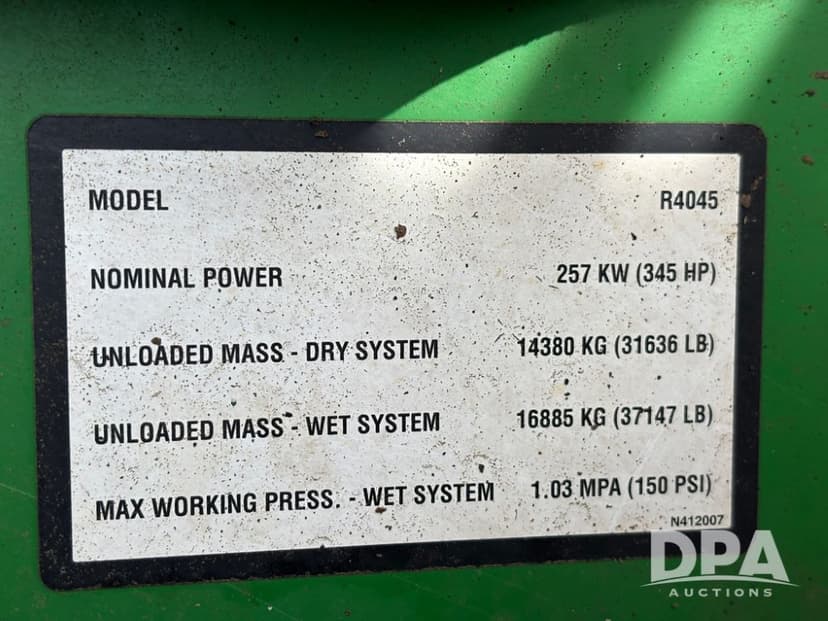 MODEL R4045
NOMINAL POWER 257 KW (345 HP)
UNLOADED MASS - DRY SYSTEM 14380 KG (31636 LB)
UNLOADED MASS - WET SYSTEM 16885 KG (37147 LB)
MAX WORKING PRESS. - WET SYSTEM 1.03 MPA (150 PSI)
N412007
DPA
AUCTIONS